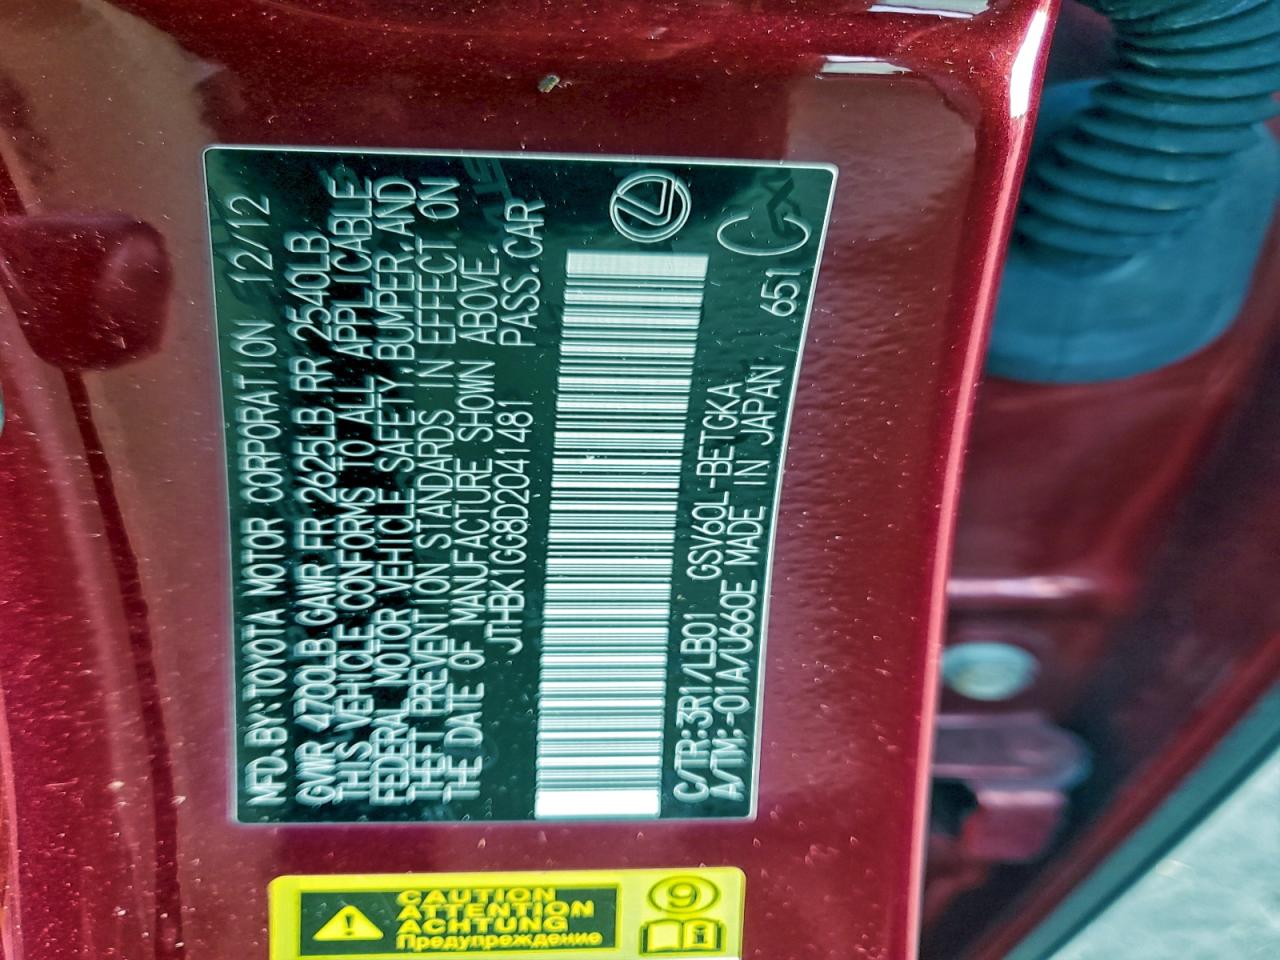 MFD.BY:TOYOTA MOTOR CORPORATION 12/12
GVWR 4700LB GAWR FR 2625LB RR 2540LB
THIS VEHICLE CONFORMS TO ALL APPLICABLE
FEDERAL MOTOR VEHICLE SAFETY,BUMPER,AND
THEFT PREVENTION STANDARDS IN EFFECT ON
THE DATE OF MANUFACTURE SHOWN ABOVE.
JTHBK1GG8D2041481 PASS.CAR
C/TR:3R1/LB01 GSV60L-BETGKA
A/TM:-01A/U660E MADE IN JAPAN 651
CAUTION
ATTENTION
ACHTUNG
Предупреждение
9
i